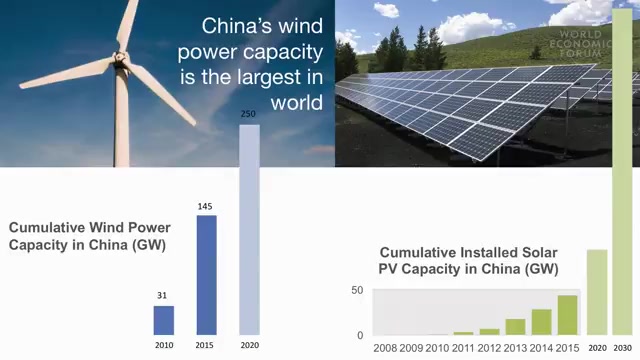 China's wind
power capacity
is the largest in
world
WORLD
ECONOMIC
FORUM
250
Cumulative Wind Power
Capacity in China (GW)
145
31
2010 2015 2020
Cumulative Installed Solar
PV Capacity in China (GW)
50
0
2008 2009 2010 2011 2012 2013 2014 2015 2020 2030